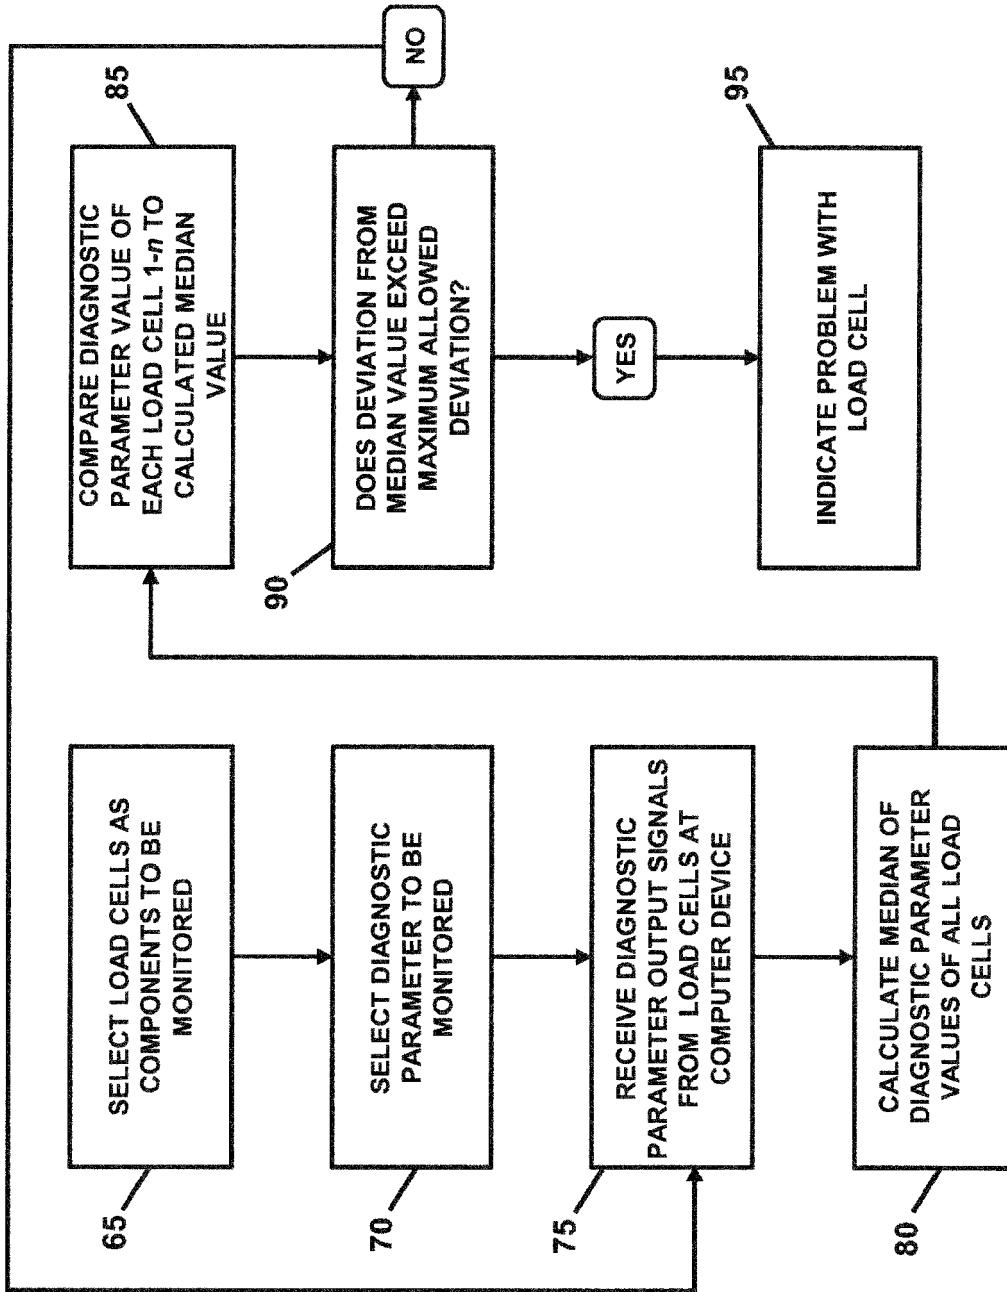 65
SELECT LOAD CELLS AS
COMPONENTS TO BE
MONITORED
70
SELECT DIAGNOSTIC
PARAMETER TO BE
MONITORED
75
RECEIVE DIAGNOSTIC
PARAMETER OUTPUT SIGNALS
FROM LOAD CELLS AT
COMPUTER DEVICE
80
CALCULATE MEDIAN OF
DIAGNOSTIC PARAMETER
VALUES OF ALL LOAD
CELLS
85
COMPARE DIAGNOSTIC
PARAMETER VALUE OF
EACH LOAD CELL 1-n TO
CALCULATED MEDIAN
VALUE
90
DOES DEVIATION FROM
MEDIAN VALUE EXCEED
MAXIMUM ALLOWED
DEVIATION?
NO
YES
95
INDICATE PROBLEM WITH
LOAD CELL